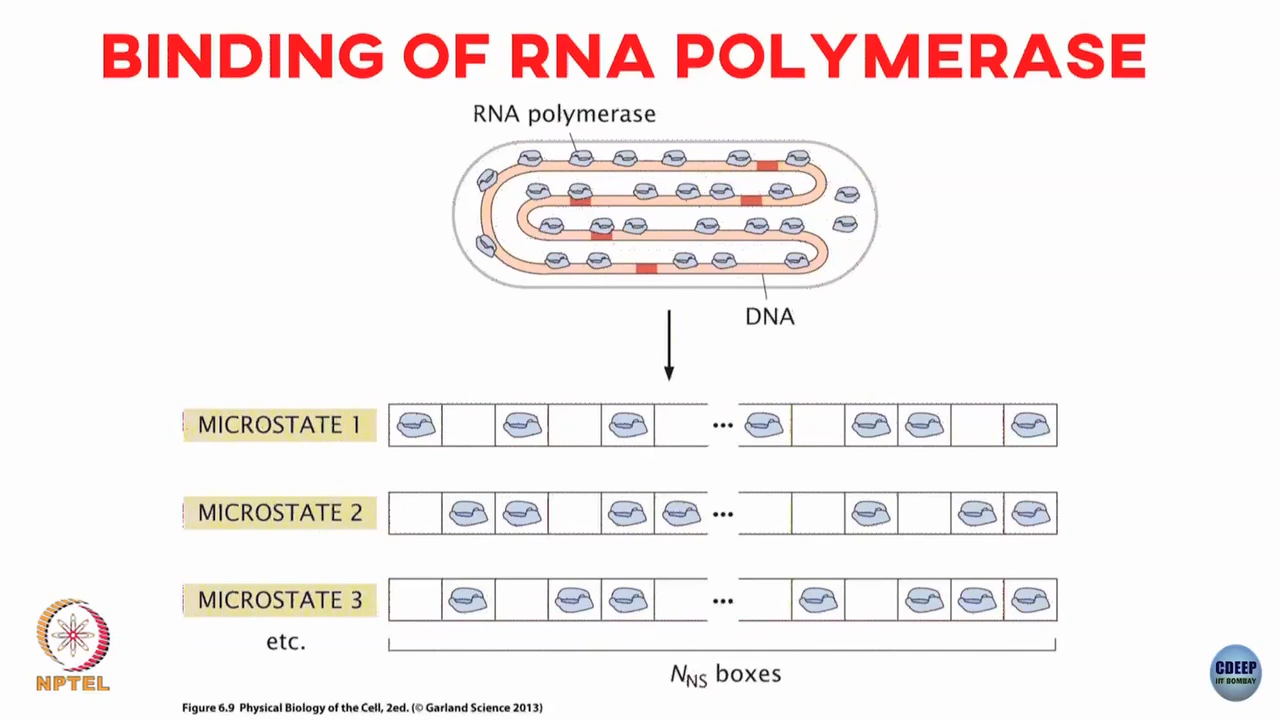 BINDING OF RNA POLYMERASE
RNA polymerase
DNA
MICROSTATE 1
...
MICROSTATE 2
...
MICROSTATE 3
...
etc.
NNS boxes
NPTEL
CDEEP
IIT BOMBAY
Figure 6.9 Physical Biology of the Cell, 2ed. (© Garland Science 2013)